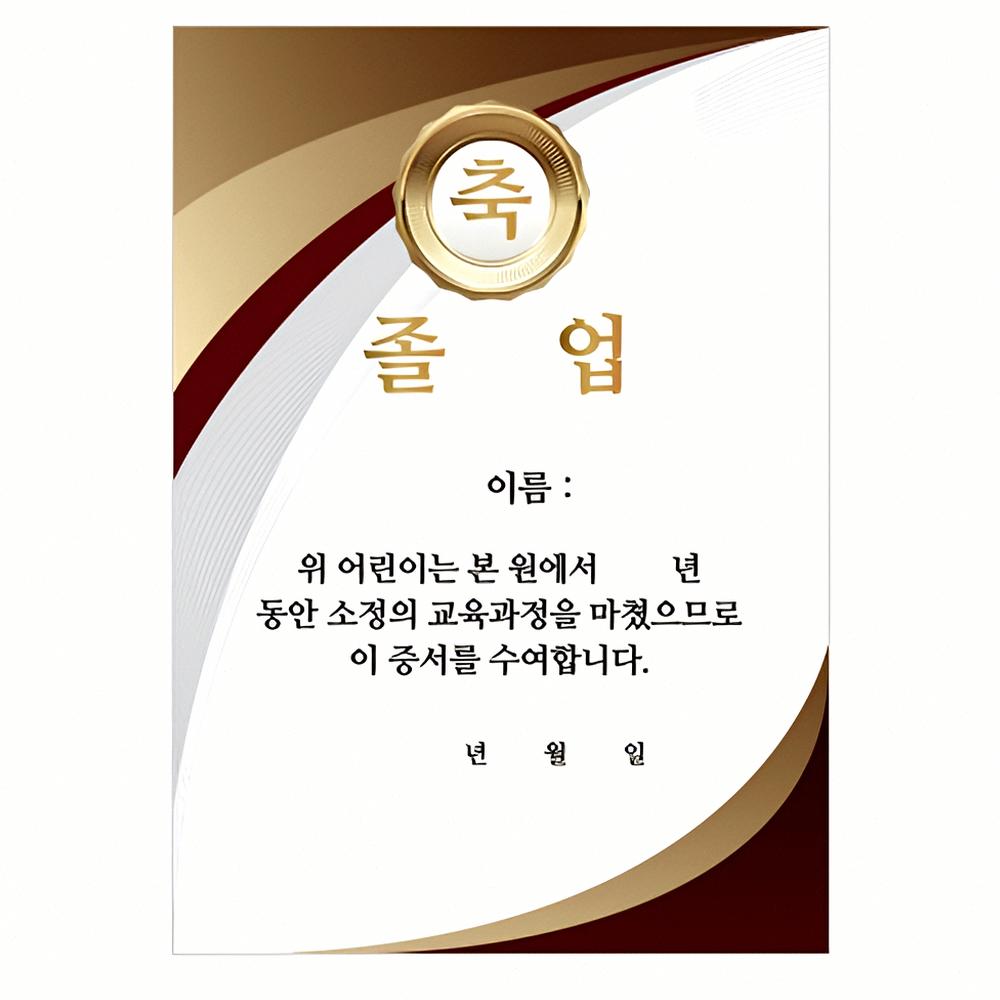 축
졸 업
이름 :
위 어린이는 본 원에서 년
동안 소정의 교육과정을 마쳤으므로
이 증서를 수여합니다.
년 월 일